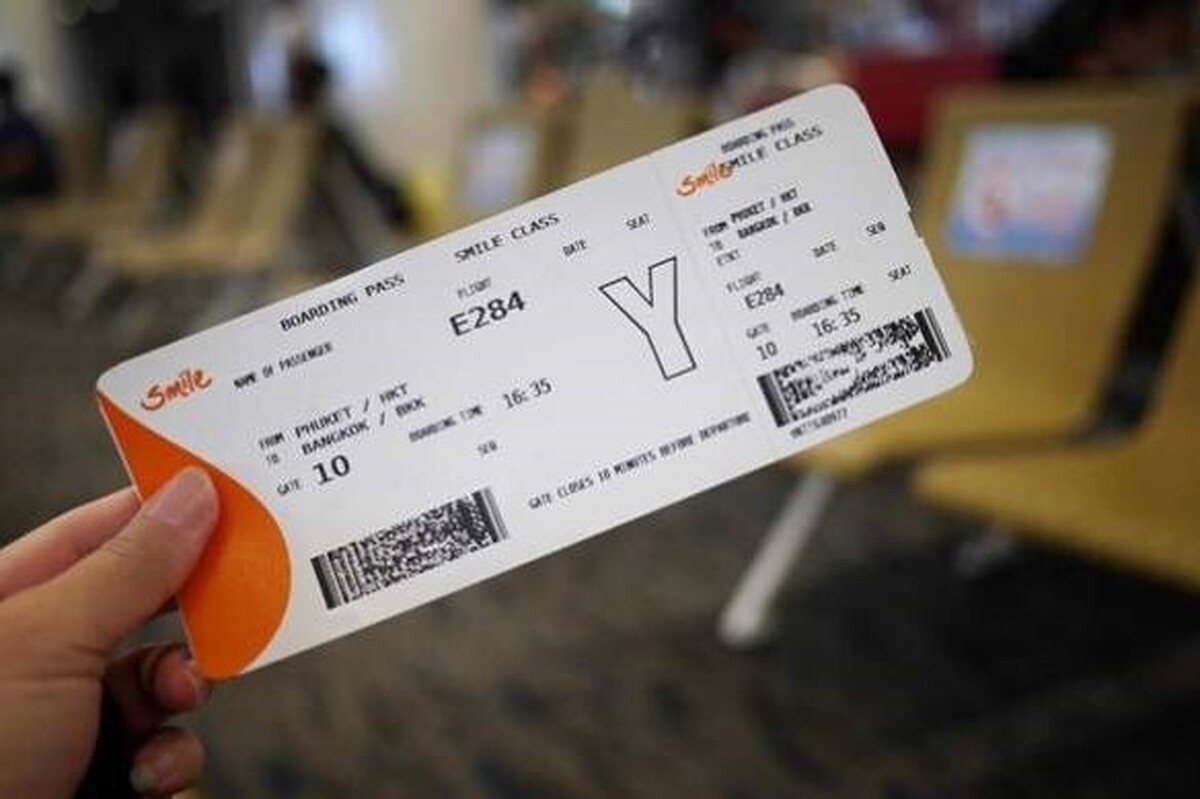 BOARDING PASS
SMILE CLASS
smile
NAME OF PASSENGER
FLIGHT
DATE
SEAT
E284
Y
FROM PHUKET / HKT
TO BANGKOK / BKK
BOARDING TIME 16:35
GATE 10
SEQ
GATE CLOSES 10 MINUTES BEFORE DEPARTURE
BOARDING PASS
smile SMILE CLASS
FROM PHUKET / HKT
TO BANGKOK / BKK
ETKT
FLIGHT
DATE
SEQ
E284
GATE
BOARDING TIME
SEAT
10
16:35